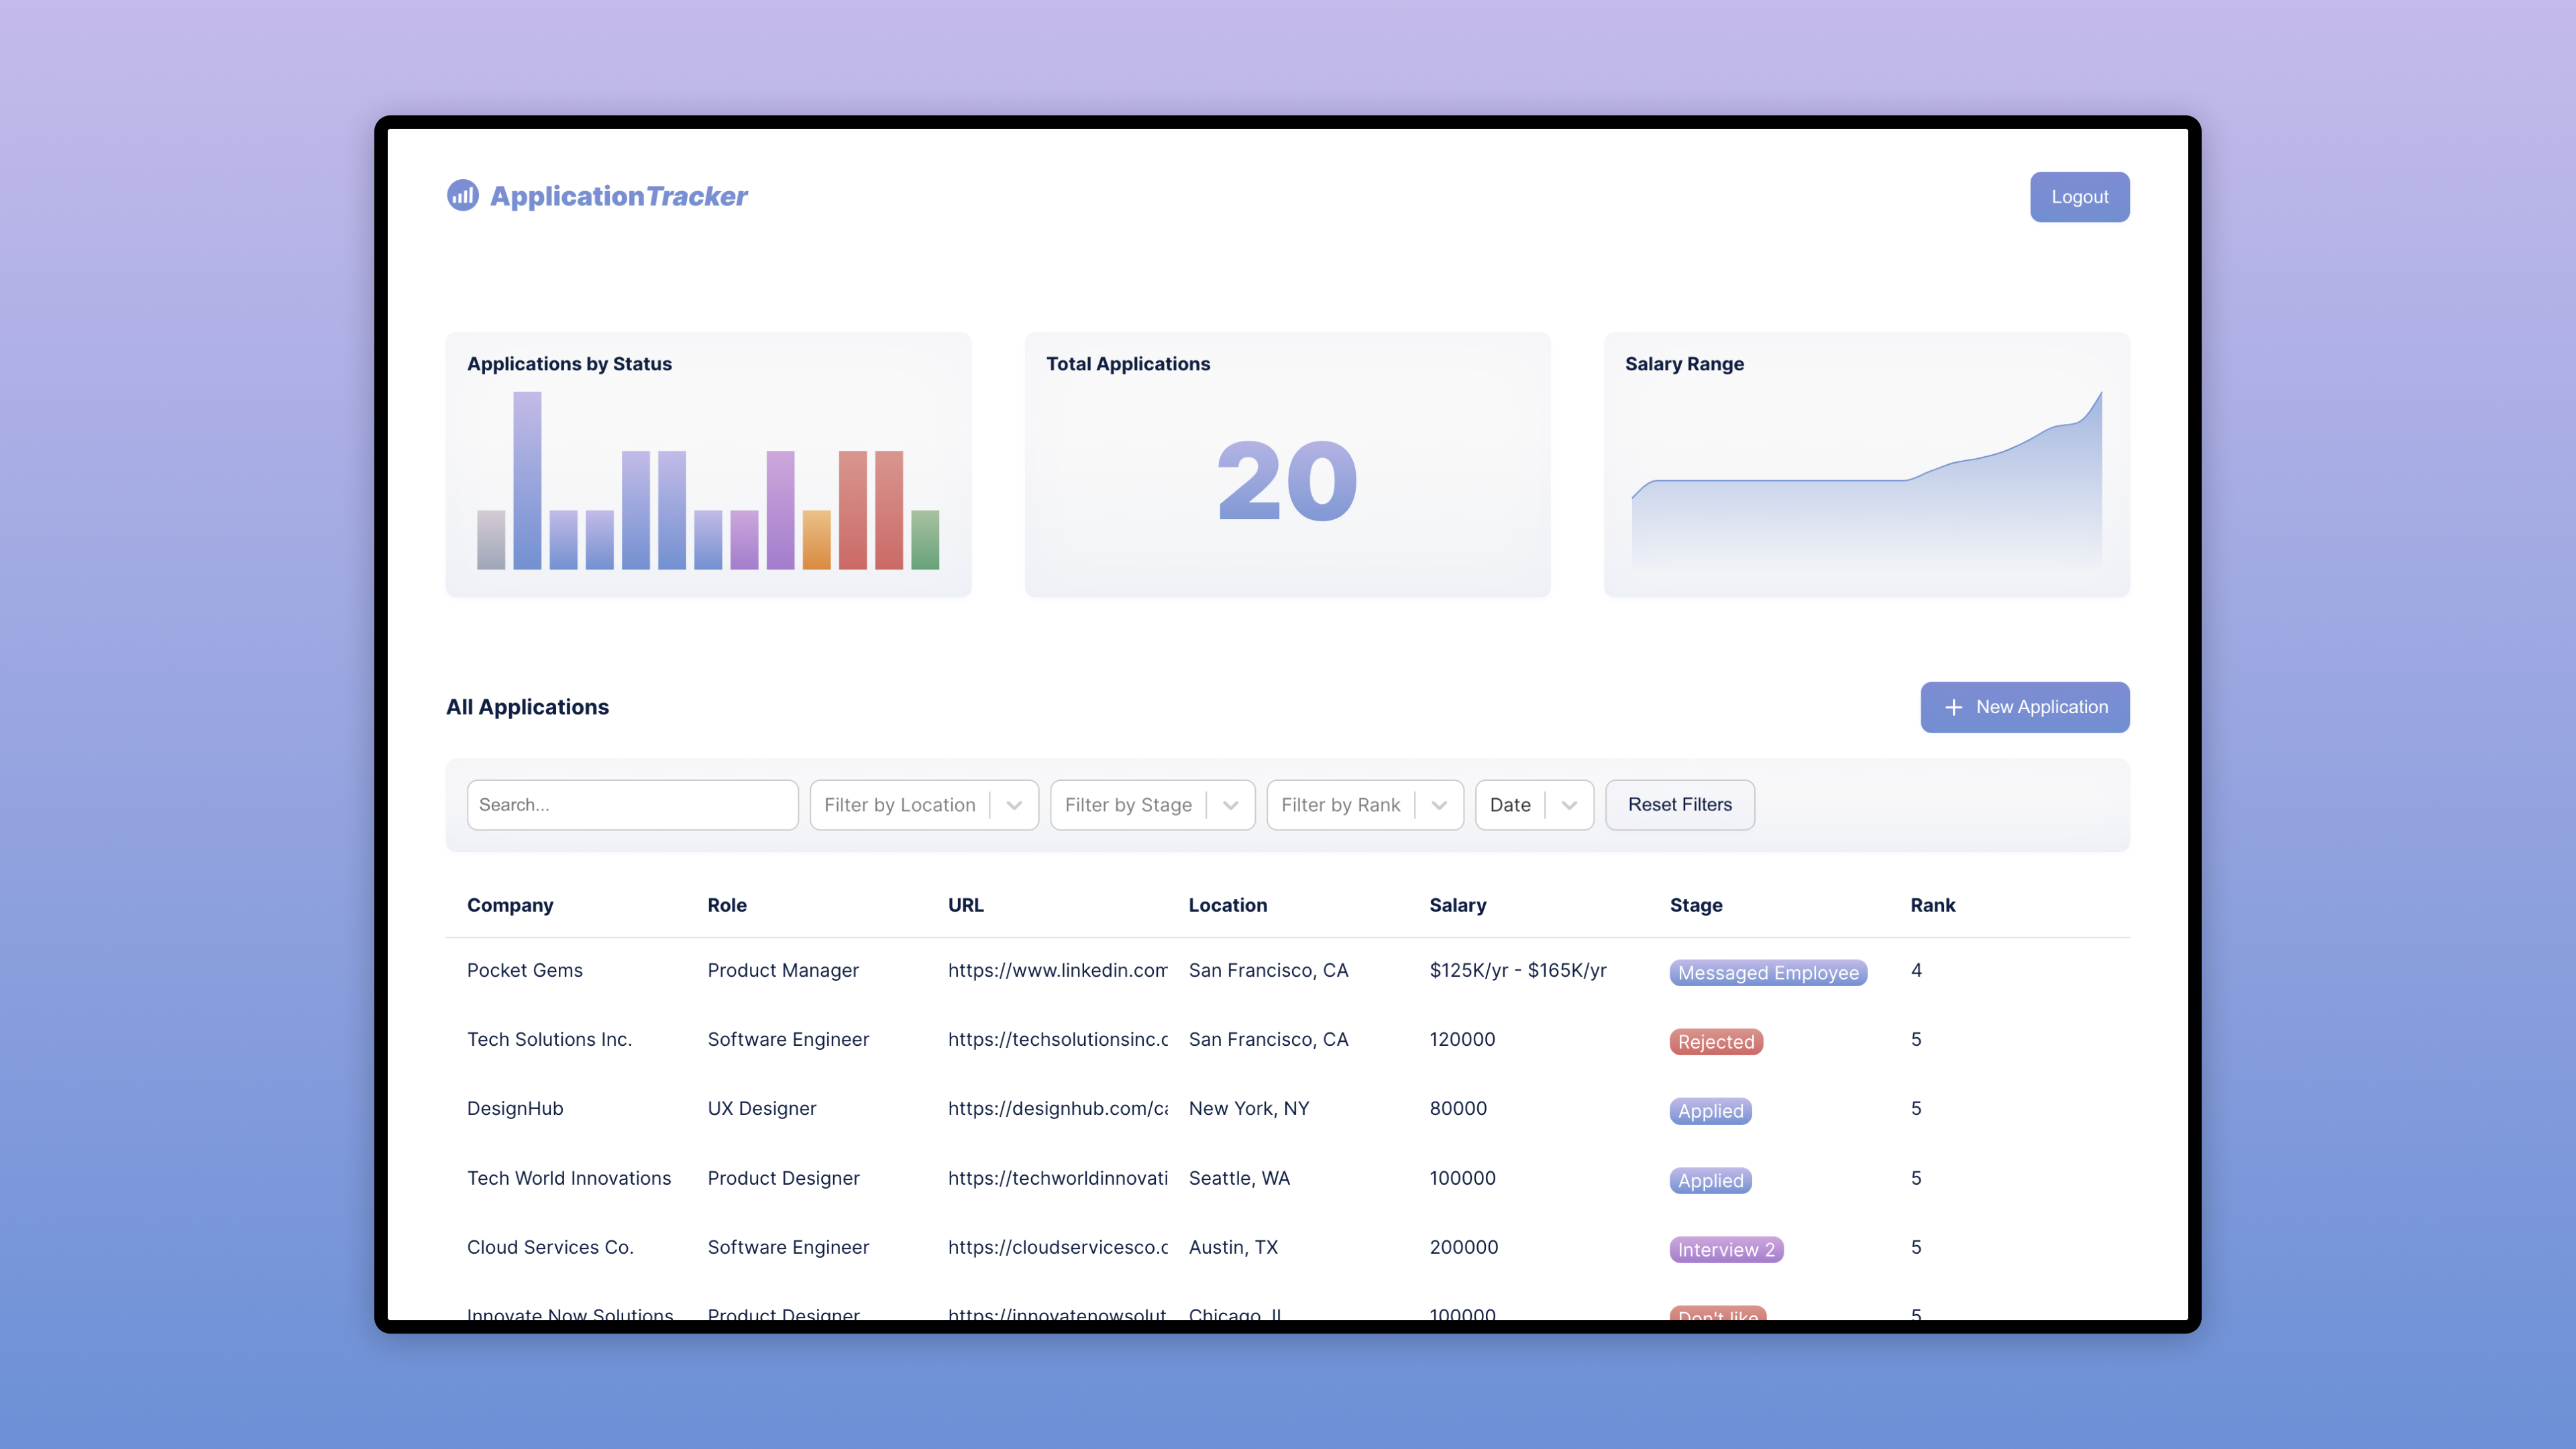 ApplicationTracker
Logout
Applications by Status
Total Applications
Salary Range
20
All Applications
+ New Application
Search... Filter by Location Filter by Stage Filter by Rank Date Reset Filters
Company Role URL Location Salary Stage Rank
Pocket Gems Product Manager https://www.linkedin.com San Francisco, CA $125K/yr - $165K/yr Messaged Employee 4
Tech Solutions Inc. Software Engineer https://techsolutionsinc.c San Francisco, CA 120000 Rejected 5
DesignHub UX Designer https://designhub.com/ca New York, NY 80000 Applied 5
Tech World Innovations Product Designer https://techworldinnovati Seattle, WA 100000 Applied 5
Cloud Services Co. Software Engineer https://cloudservicesco.c Austin, TX 200000 Interview 2 5
Innovate Now Solutions Product Designer https://innovatenowsolut Chicago, IL 100000 Don't like 5